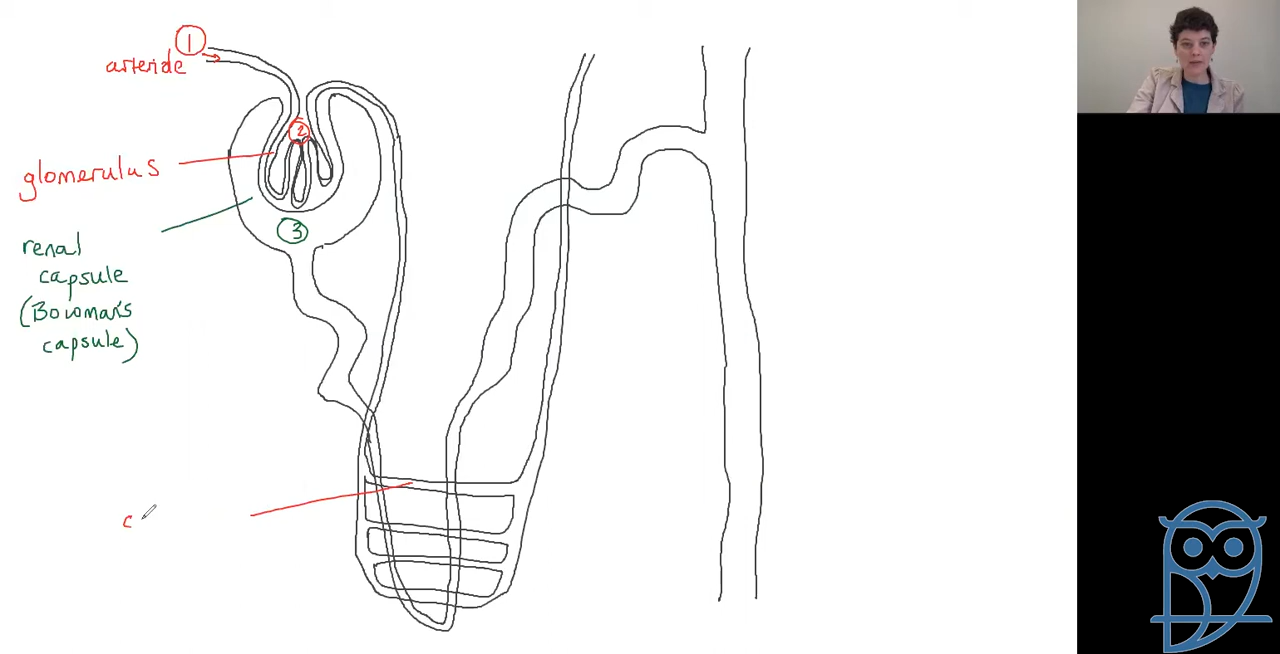 1
arteriole
2
glomerulus
3
renal
capsule
(Bowman's
capsule)
c